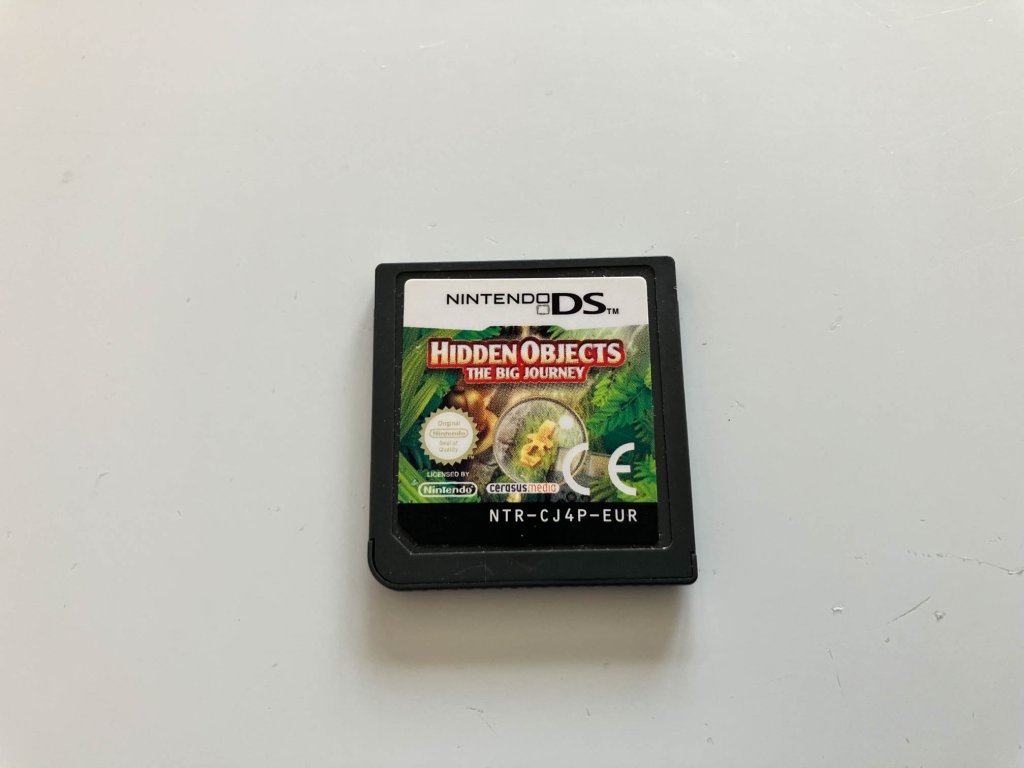 NINTENDO DS™
HIDDEN OBJECTS
THE BIG JOURNEY
Original
Nintendo
Seal of
Quality
LICENSED BY
Nintendo
cerasus media
CE
NTR-CJ4P-EUR